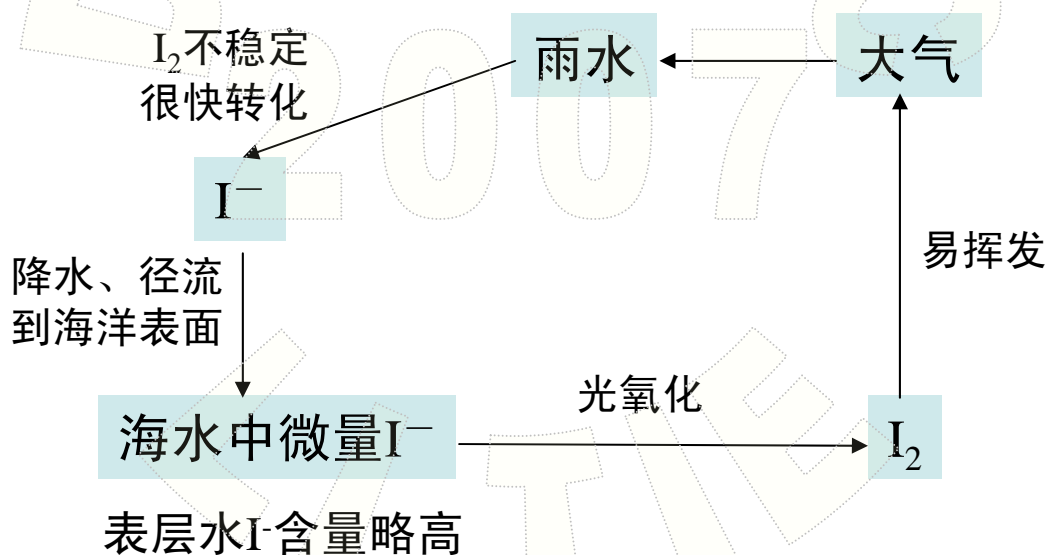 I₂不稳定
很快转化
雨水
大气
I⁻
易挥发
降水、径流
到海洋表面
光氧化
海水中微量I⁻
I₂
表层水I⁻含量略高
2007